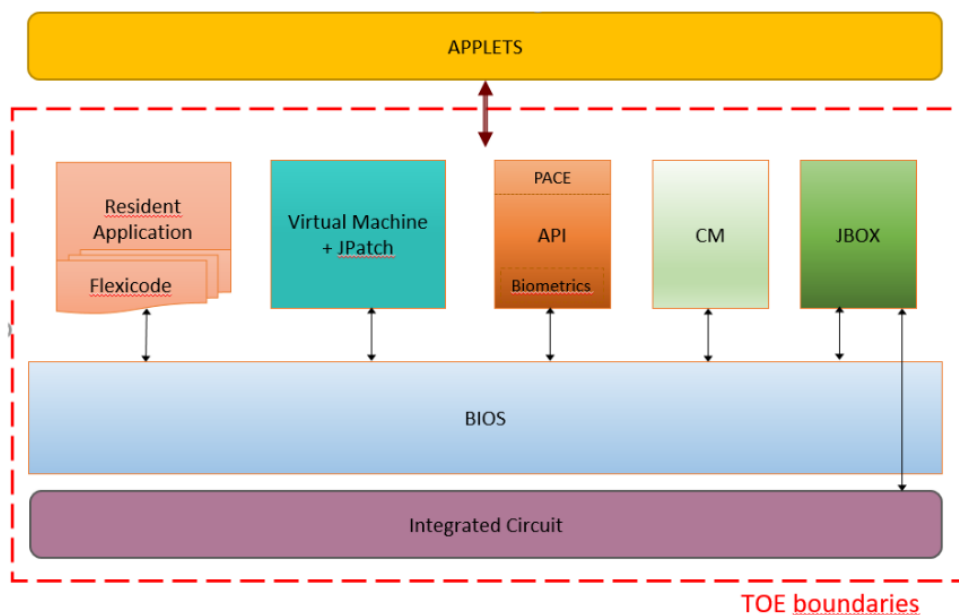 APPLETS
Resident
Application
Flexicode
Virtual Machine
+ JPatch
PACE
API
Biometrics
CM
JBOX
BIOS
Integrated Circuit
TOE boundaries